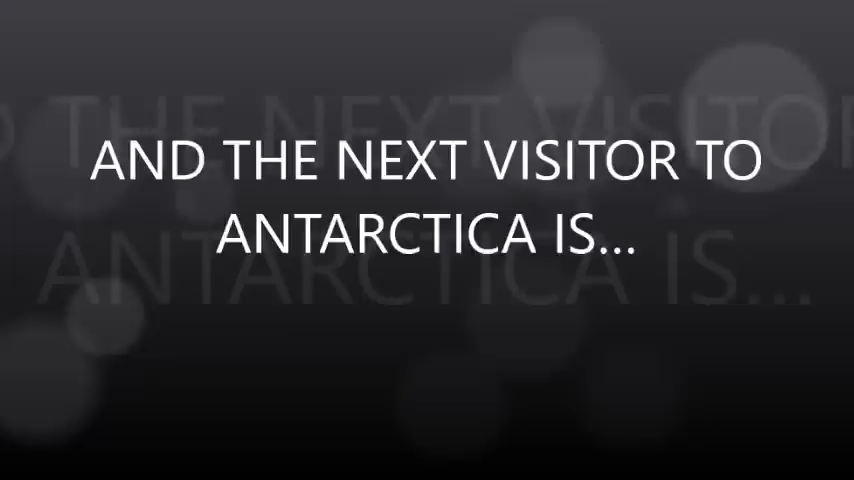 AND THE NEXT VISITOR TO
ANTARCTICA IS...